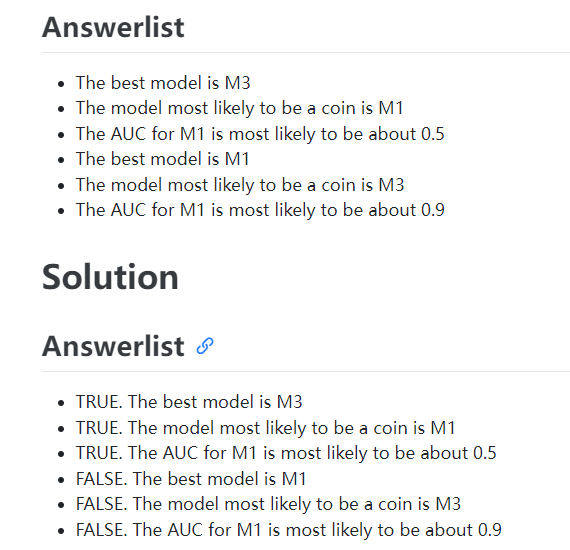 Answerlist
The best model is M3
The model most likely to be a coin is M1
The AUC for M1 is most likely to be about 0.5
The best model is M1
The model most likely to be a coin is M3
The AUC for M1 is most likely to be about 0.9
Solution
Answerlist
TRUE. The best model is M3
TRUE. The model most likely to be a coin is M1
TRUE. The AUC for M1 is most likely to be about 0.5
FALSE. The best model is M1
FALSE. The model most likely to be a coin is M3
FALSE. The AUC for M1 is most likely to be about 0.9